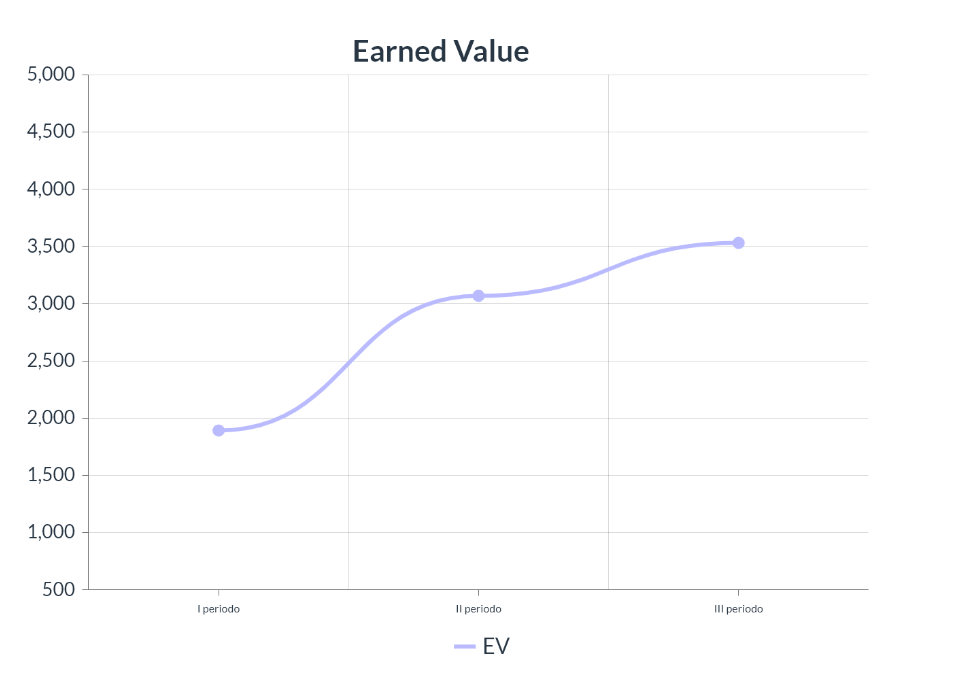 Earned Value
5,000
4,500
4,000
3,500
3,000
2,500
2,000
1,500
1,000
500
I periodo
II periodo
III periodo
EV